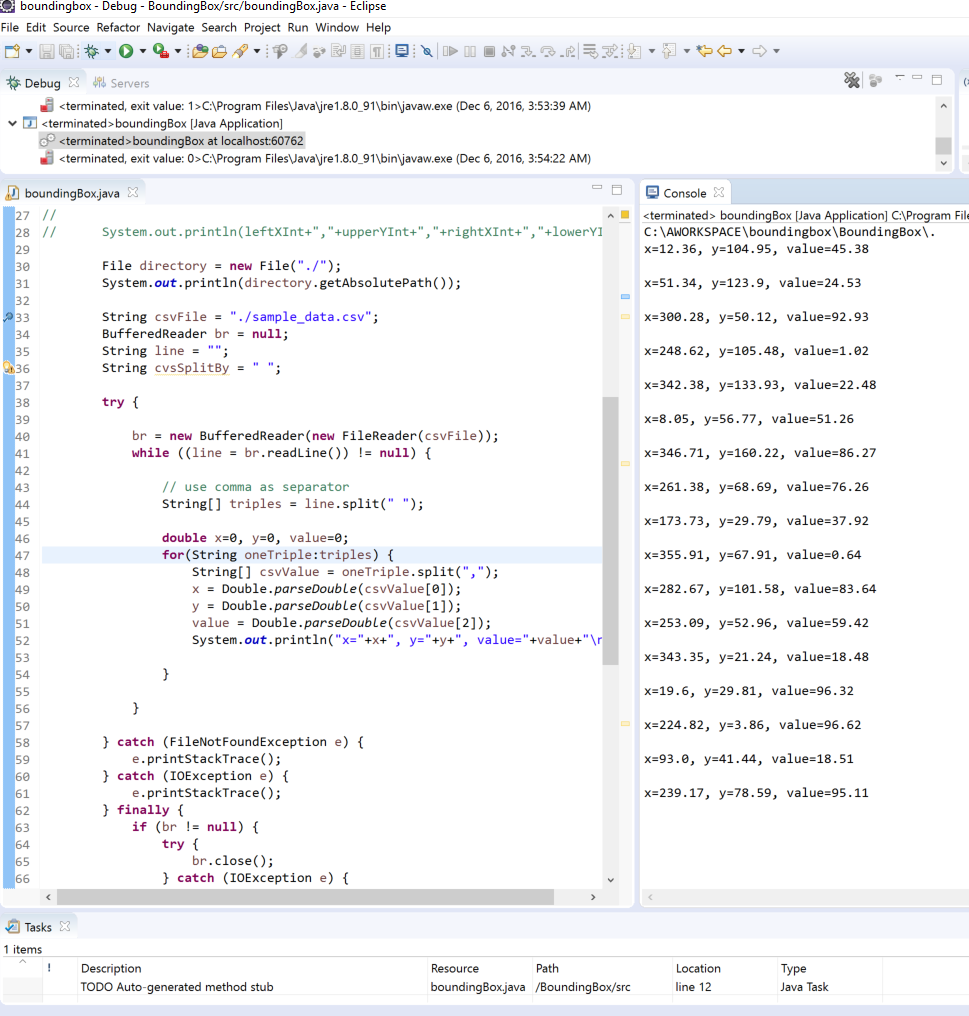 boundingbox - Debug - BoundingBox/src/boundingBox.java - Eclipse
File Edit Source Refactor Navigate Search Project Run Window Help
Debug Servers
<terminated, exit value: 1>C:\Program Files\Java\jre1.8.0_91\bin\javaw.exe (Dec 6, 2016, 3:53:39 AM)
<terminated>boundingBox [Java Application]
<terminated>boundingBox at localhost:60762
<terminated, exit value: 0>C:\Program Files\Java\jre1.8.0_91\bin\javaw.exe (Dec 6, 2016, 3:54:22 AM)
boundingBox.java
27 //
28 // System.out.println(leftXInt+","+upperYInt+","+rightXInt+","+lowerYI
29
30 File directory = new File("./");
31 System.out.println(directory.getAbsolutePath());
32
33 String csvFile = "./sample_data.csv";
34 BufferedReader br = null;
35 String line = "";
36 String cvsSplitBy = " ";
37
38 try {
39
40 br = new BufferedReader(new FileReader(csvFile));
41 while ((line = br.readLine()) != null) {
42
43 // use comma as separator
44 String[] triples = line.split(" ");
45
46 double x=0, y=0, value=0;
47 for(String oneTriple:triples) {
48 String[] csvValue = oneTriple.split(",");
49 x = Double.parseDouble(csvValue[0]);
50 y = Double.parseDouble(csvValue[1]);
51 value = Double.parseDouble(csvValue[2]);
52 System.out.println("x="+x+", y="+y+", value="+value+"\n
53
54 }
55
56 }
57
58 } catch (FileNotFoundException e) {
59 e.printStackTrace();
60 } catch (IOException e) {
61 e.printStackTrace();
62 } finally {
63 if (br != null) {
64 try {
65 br.close();
66 } catch (IOException e) {
Console
<terminated> boundingBox [Java Application] C:\Program File
C:\AWORKSPACE\boundingbox\BoundingBox\.
x=12.36, y=104.95, value=45.38
x=51.34, y=123.9, value=24.53
x=300.28, y=50.12, value=92.93
x=248.62, y=105.48, value=1.02
x=342.38, y=133.93, value=22.48
x=8.05, y=56.77, value=51.26
x=346.71, y=160.22, value=86.27
x=261.38, y=68.69, value=76.26
x=173.73, y=29.79, value=37.92
x=355.91, y=67.91, value=0.64
x=282.67, y=101.58, value=83.64
x=253.09, y=52.96, value=59.42
x=343.35, y=21.24, value=18.48
x=19.6, y=29.81, value=96.32
x=224.82, y=3.86, value=96.62
x=93.0, y=41.44, value=18.51
x=239.17, y=78.59, value=95.11
Tasks
1 items
! Description Resource Path Location Type
TODO Auto-generated method stub boundingBox.java /BoundingBox/src line 12 Java Task